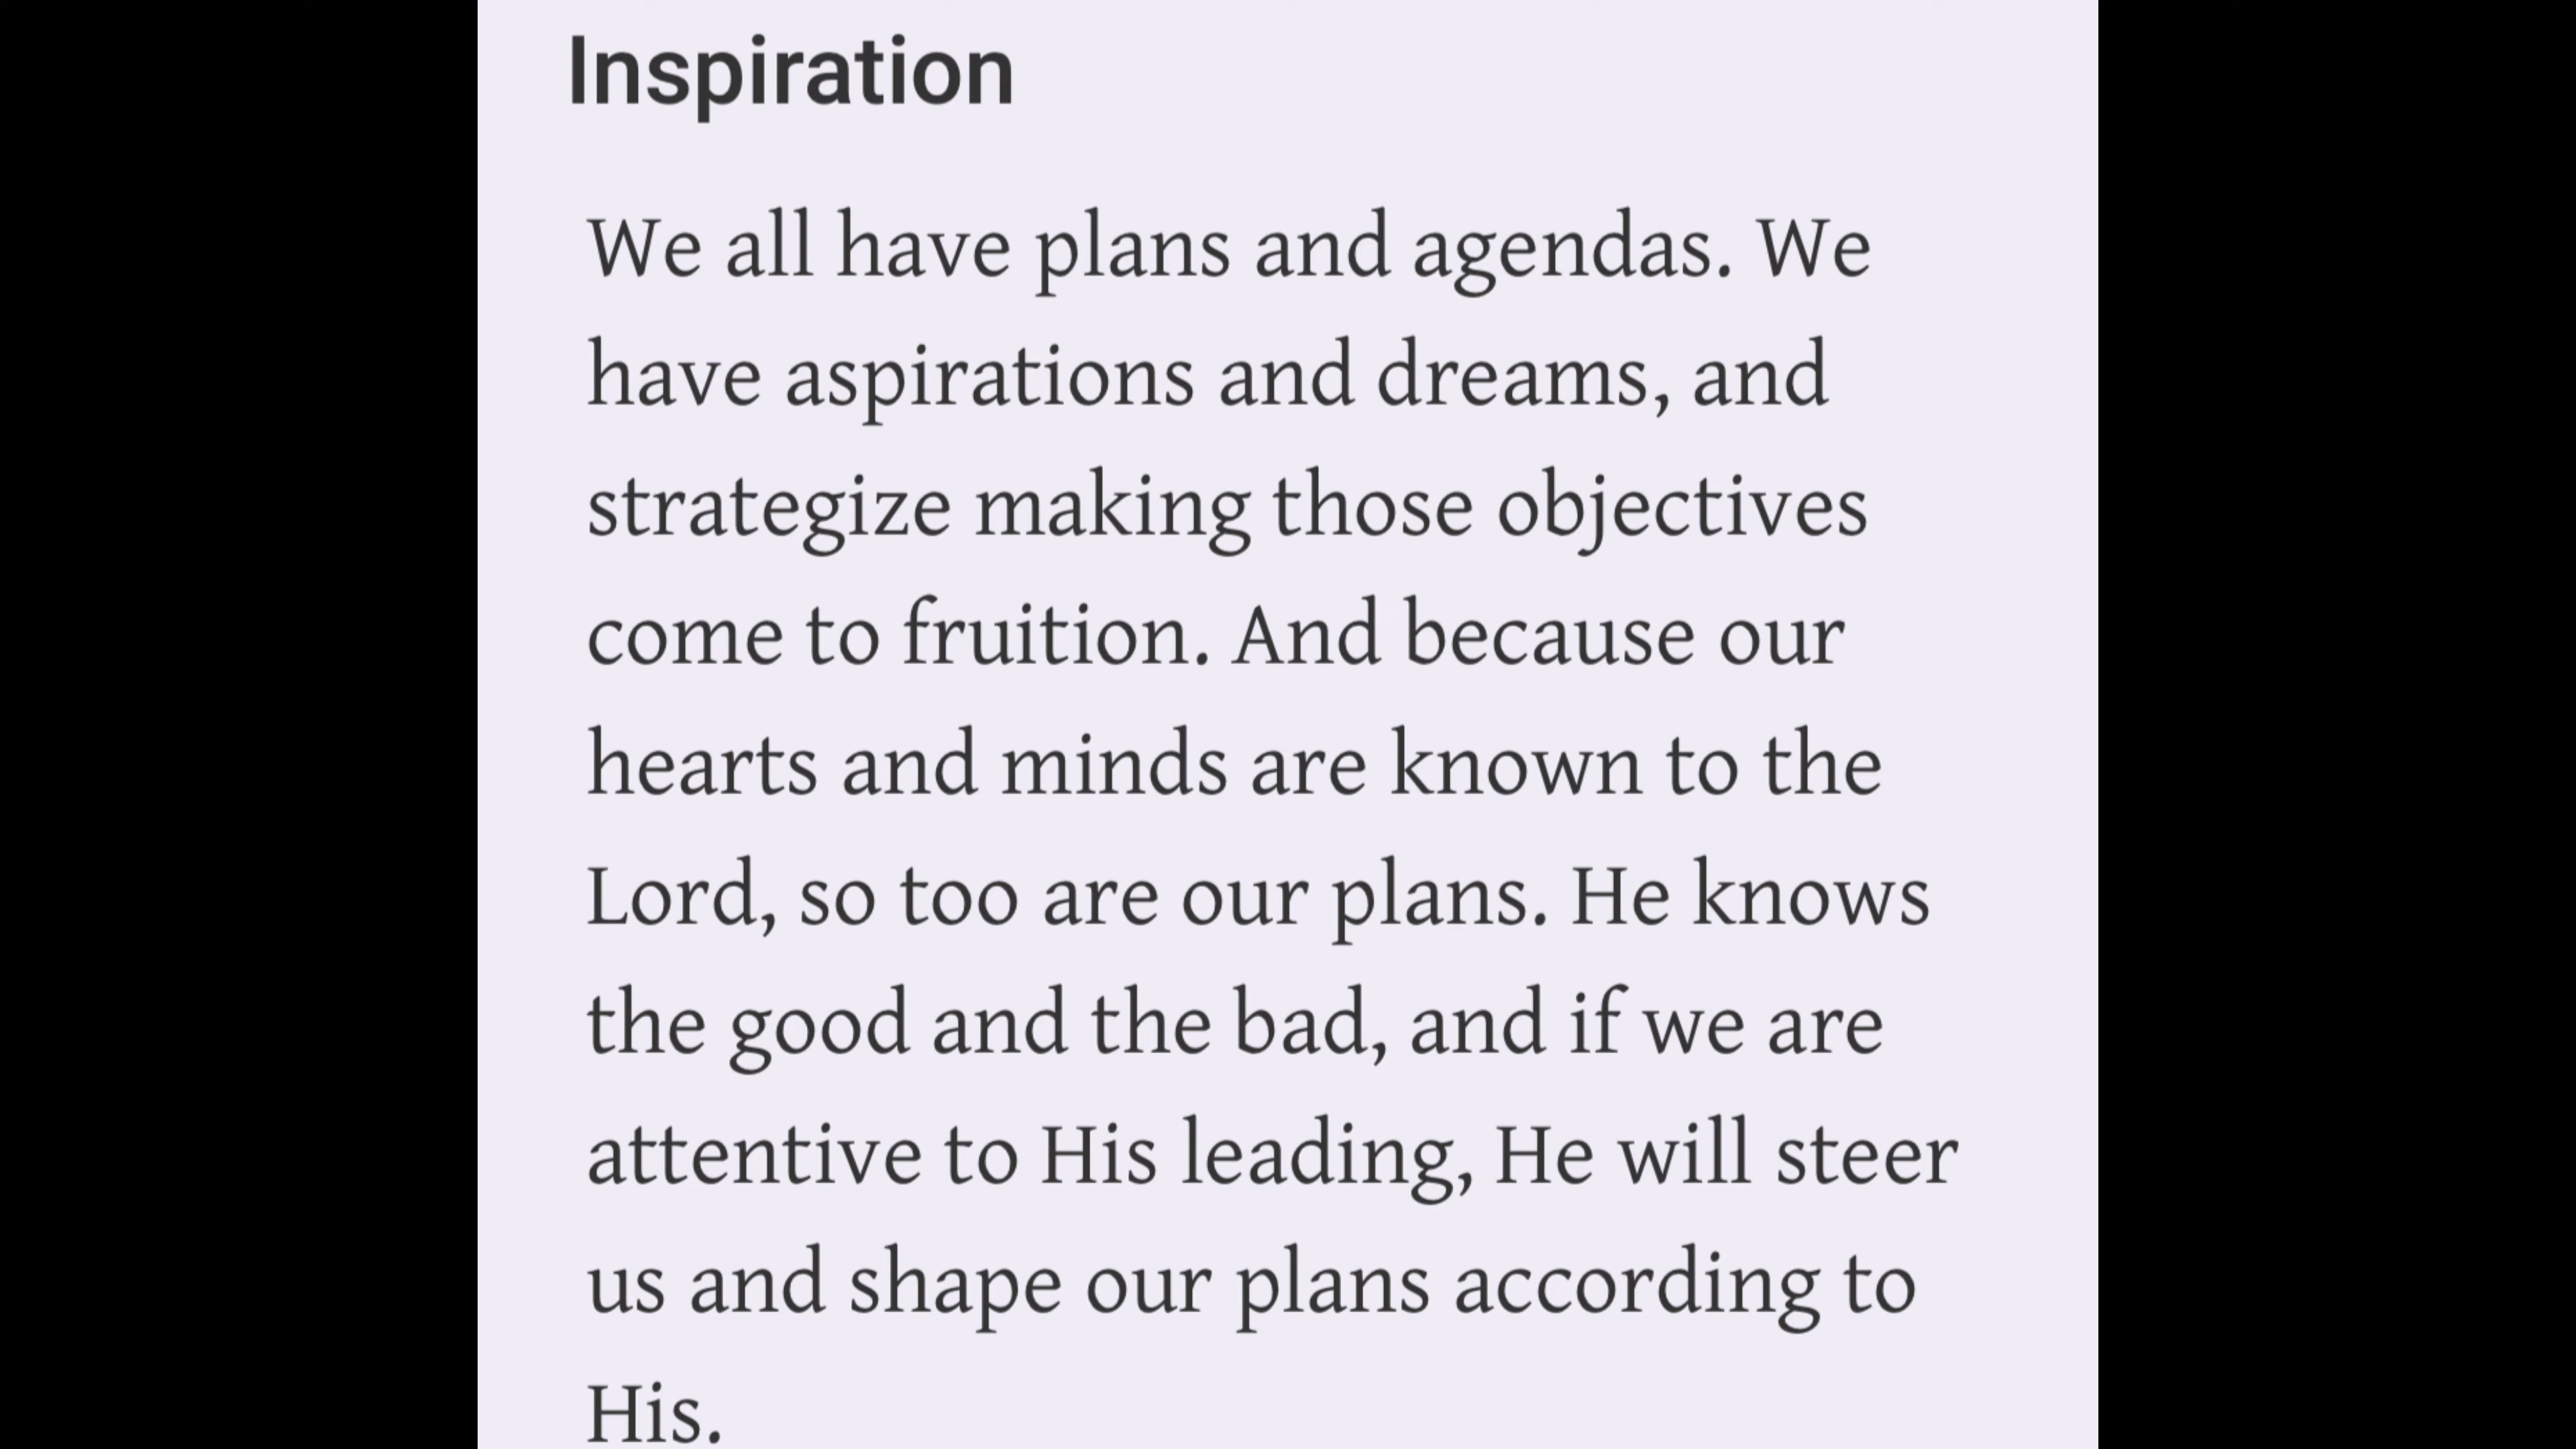 Inspiration
We all have plans and agendas. We
have aspirations and dreams, and
strategize making those objectives
come to fruition. And because our
hearts and minds are known to the
Lord, so too are our plans. He knows
the good and the bad, and if we are
attentive to His leading, He will steer
us and shape our plans according to
His.